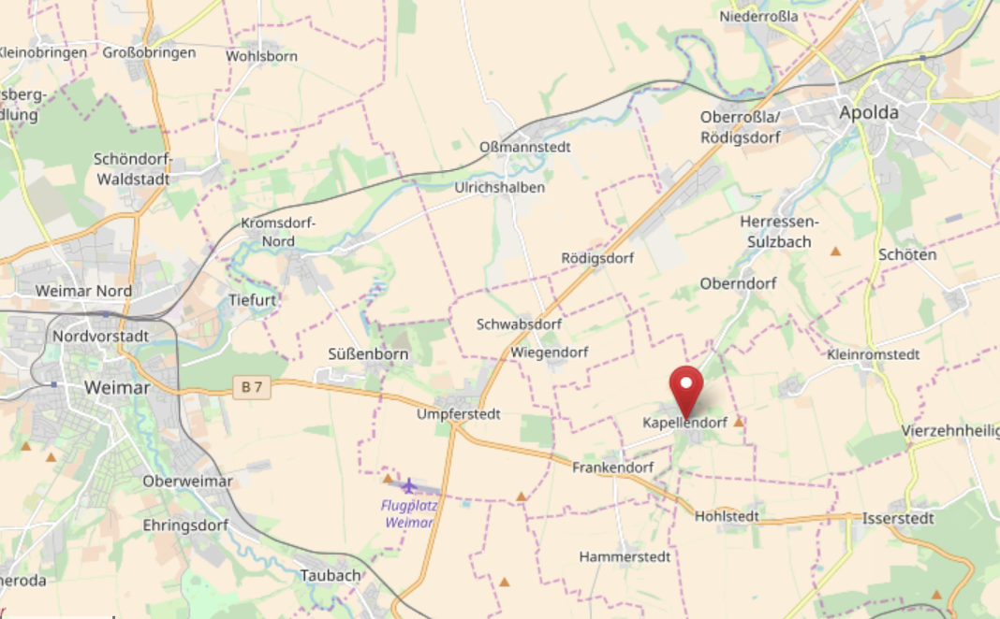 Niederroßla
Kleinobringen
Großobringen
Wohlsborn
Apolda
Oberroßla/
Rödigsdorf
Oßmannstedt
Schöndorf-
Waldstadt
Ulrichshalben
Kromsdorf-
Nord
Herressen-
Sulzbach
Rödigsdorf
Schöten
Oberndorf
Weimar Nord
Tiefurt
Schwabsdorf
Nordvorstadt
Süßenborn
Wiegendorf
Kleinromstedt
Weimar
B 7
Umpferstedt
Kapellendorf
Frankendorf
Oberweimar
Flugplatz
Weimar
Hohlstedt
Isserstedt
Ehringsdorf
Hammerstedt
Taubach